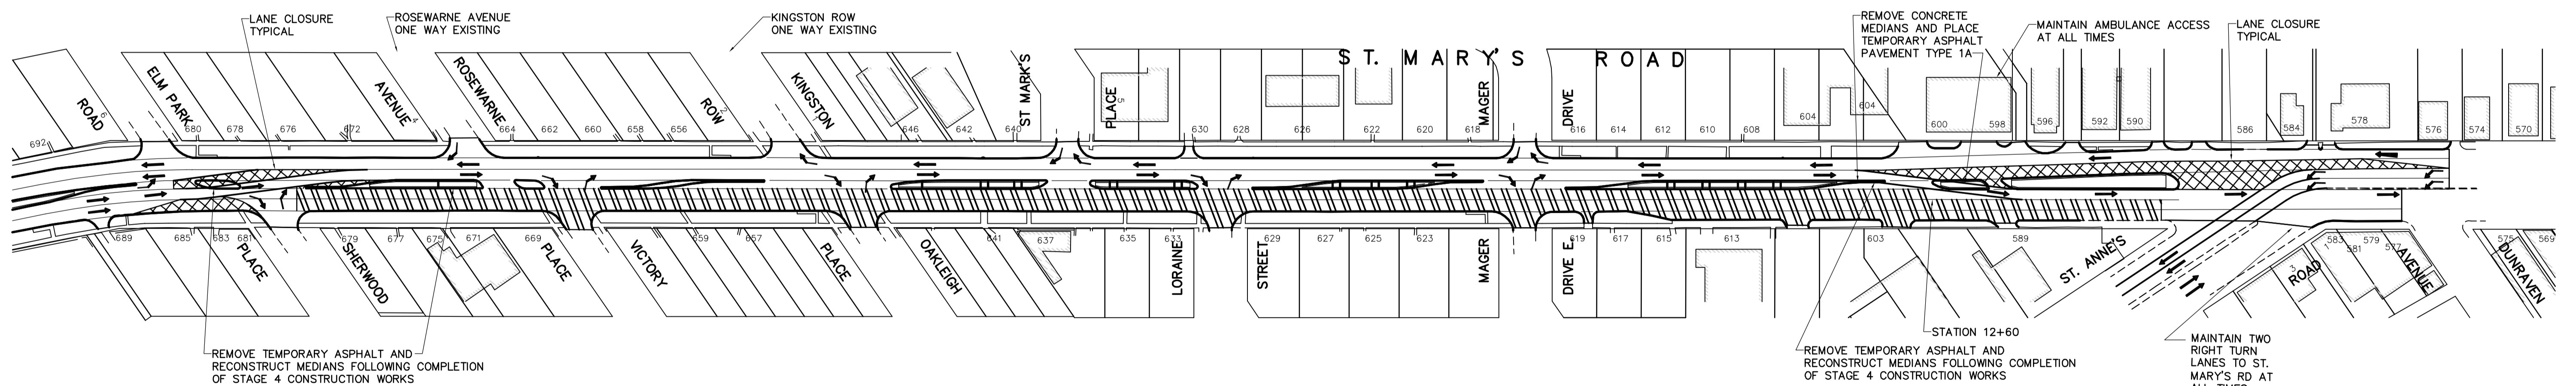 LANE CLOSURE
TYPICAL
ROSEWARNE AVENUE
ONE WAY EXISTING
KINGSTON ROW
ONE WAY EXISTING
REMOVE CONCRETE
MEDIANS AND PLACE
TEMPORARY ASPHALT
PAVEMENT TYPE 1A
MAINTAIN AMBULANCE ACCESS
AT ALL TIMES
LANE CLOSURE
TYPICAL
ST. MARY'S ROAD
ELM PARK
ROAD
6
AVENUE
4
ROSEWARNE
ROW
2
KINGSTON
1
ST MARK'S
PLACE
5
MAGER
DRIVE
692
680
678
676
672
664
662
660
658
656
646
642
640
630
628
626
622
620
618
616
614
612
610
608
604
604
600
598
596
592
590
586
584
578
576
574
570
689
685
683
681
679
677
675
671
669
659
657
641
637
635
633
629
627
625
623
619
617
615
613
603
589
583
581
579
577
575
569
PLACE
SHERWOOD
PLACE
VICTORY
PLACE
OAKLEIGH
LORAINE
STREET
MAGER
DRIVE E.
ST. ANNE'S
ROAD
3
1
AVENUE
DUNRAVEN
REMOVE TEMPORARY ASPHALT AND
RECONSTRUCT MEDIANS FOLLOWING COMPLETION
OF STAGE 4 CONSTRUCTION WORKS
STATION 12+60
REMOVE TEMPORARY ASPHALT AND
RECONSTRUCT MEDIANS FOLLOWING COMPLETION
OF STAGE 4 CONSTRUCTION WORKS
MAINTAIN TWO
RIGHT TURN
LANES TO ST.
MARY'S RD AT